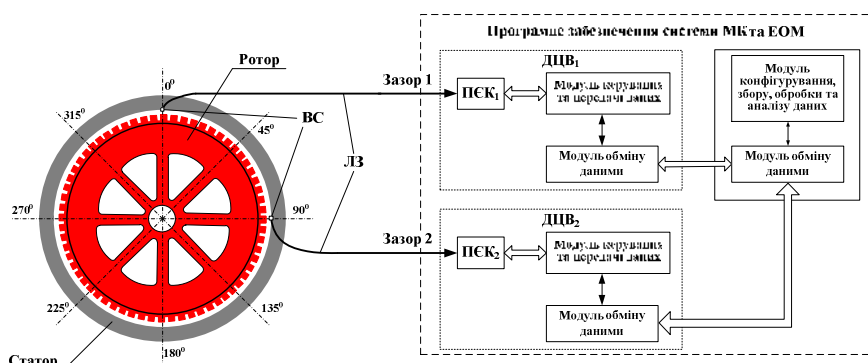 Програмне забезпечення системи МК та ЕОМ
Ротор
0⁰
45⁰
90⁰
135⁰
180⁰
225⁰
270⁰
315⁰
Статор
ВС
ЛЗ
Зазор 1
Зазор 2
ДЦВ₁
ПЄК₁
Модуль керування
та передачі даних
Модуль обміну
даними
ДЦВ₂
ПЄК₂
Модуль керування
та передачі даних
Модуль обміну
даними
Модуль
конфігурування,
збору, обробки та
аналізу даних
Модуль обміну
даними